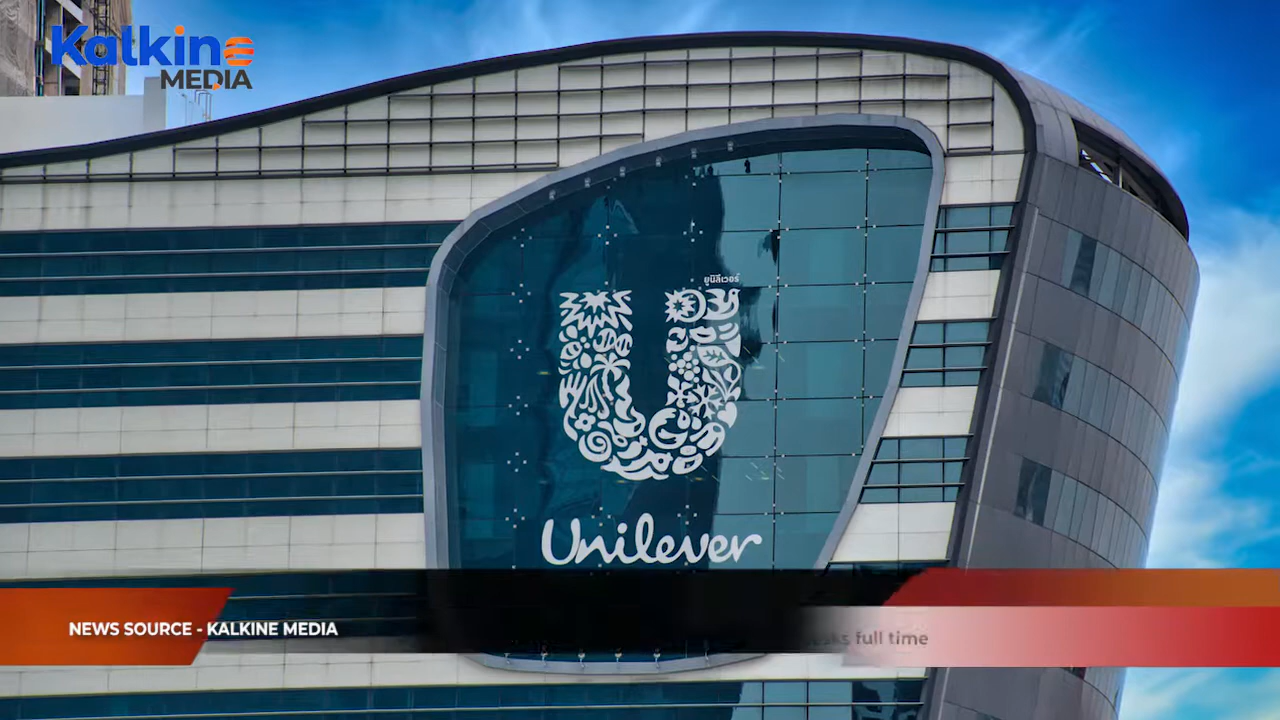 Kalkine
MEDIA
ยูนิลีเวอร์
Unilever
NEWS SOURCE - KALKINE MEDIA
full time